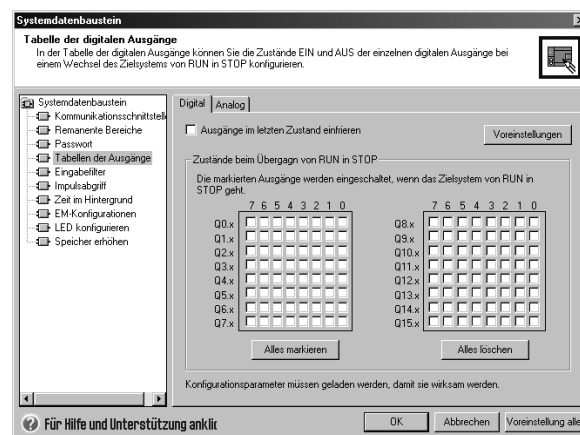 Systemdatenbaustein
Tabelle der digitalen Ausgänge
In der Tabelle der digitalen Ausgänge können Sie die Zustände EIN und AUS der einzelnen digitalen Ausgänge bei
einem Wechsel des Zielsystems von RUN in STOP konfigurieren.
Systemdatenbaustein
Kommunikationsschnittstell
Remanente Bereiche
Passwort
Tabellen der Ausgänge
Eingabefilter
Impulsabgriff
Zeit im Hintergrund
EM-Konfigurationen
LED konfigurieren
Speicher erhöhen
Digital Analog
Ausgänge im letzten Zustand einfrieren
Voreinstellungen
Zustände beim Übergagn von RUN in STOP
Die markierten Ausgänge werden eingeschaltet, wenn das Zielsystem von RUN in
STOP geht.
7 6 5 4 3 2 1 0 7 6 5 4 3 2 1 0
Q0.x Q8.x
Q1.x Q9.x
Q2.x Q10.x
Q3.x Q11.x
Q4.x Q12.x
Q5.x Q13.x
Q6.x Q14.x
Q7.x Q15.x
Alles markieren Alles löschen
Konfigurationsparameter müssen geladen werden, damit sie wirksam werden.
Für Hilfe und Unterstützung anklic
OK Abbrechen Voreinstellung alle